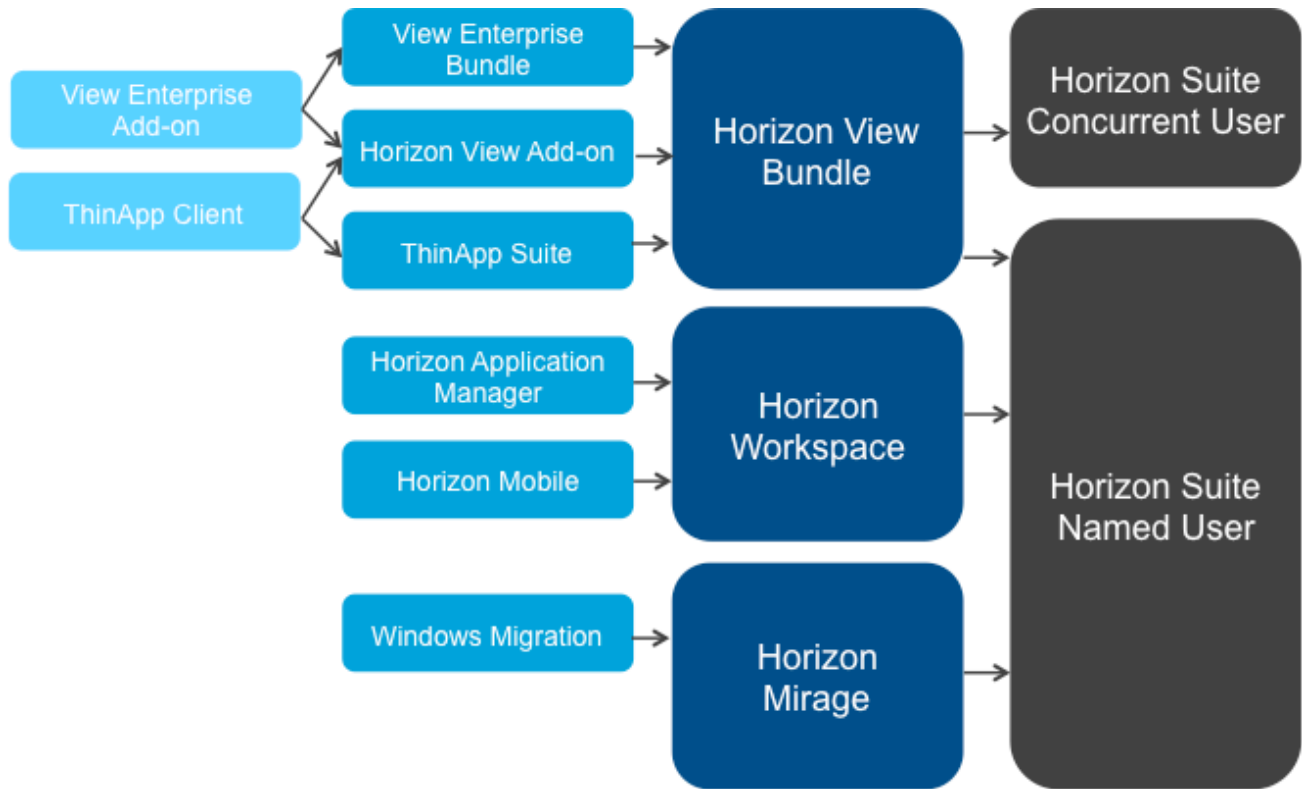 View Enterprise
Add-on
ThinApp Client
View Enterprise
Bundle
Horizon View Add-on
ThinApp Suite
Horizon Application
Manager
Horizon Mobile
Windows Migration
Horizon View
Bundle
Horizon
Workspace
Horizon
Mirage
Horizon Suite
Concurrent User
Horizon Suite
Named User